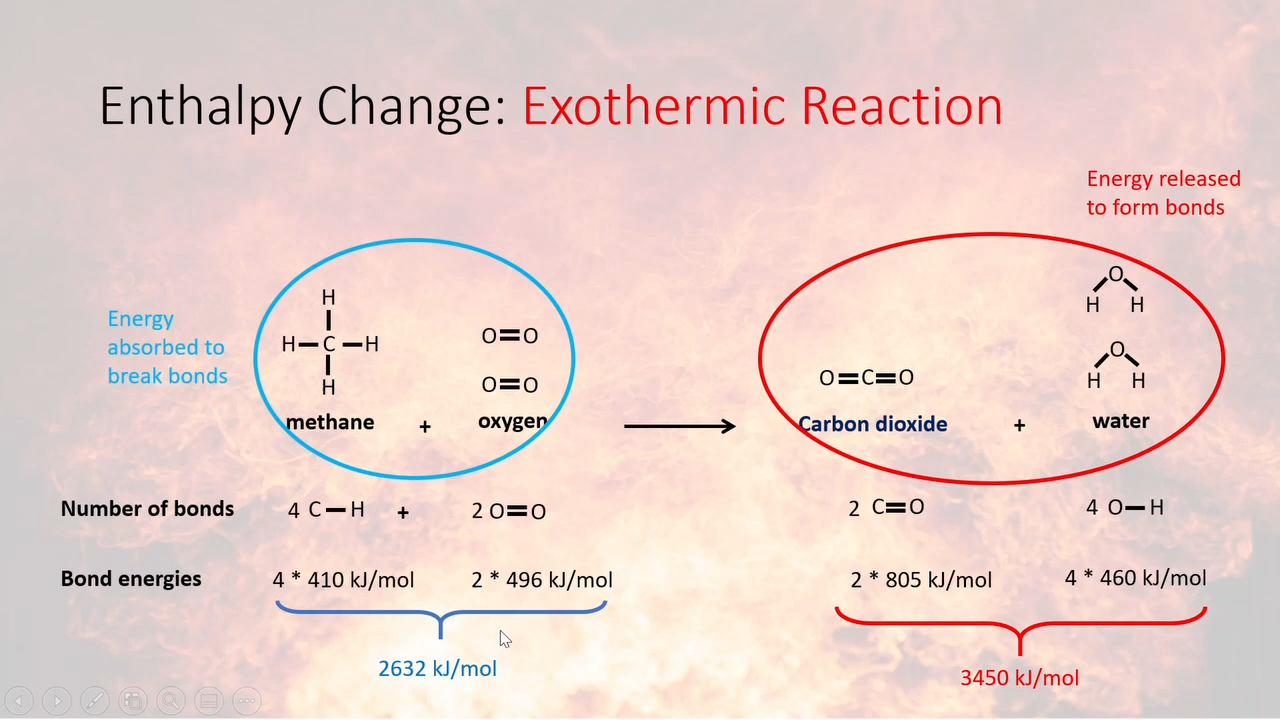 Enthalpy Change: Exothermic Reaction
Energy released
to form bonds
Energy
absorbed to
break bonds
H
H C H
H
O=O
O=O
methane + oxygen
O=C=O
O
H H
O
H H
Carbon dioxide + water
Number of bonds 4 C–H + 2 O=O 2 C=O 4 O–H
Bond energies 4 * 410 kJ/mol 2 * 496 kJ/mol 2 * 805 kJ/mol 4 * 460 kJ/mol
2632 kJ/mol
3450 kJ/mol